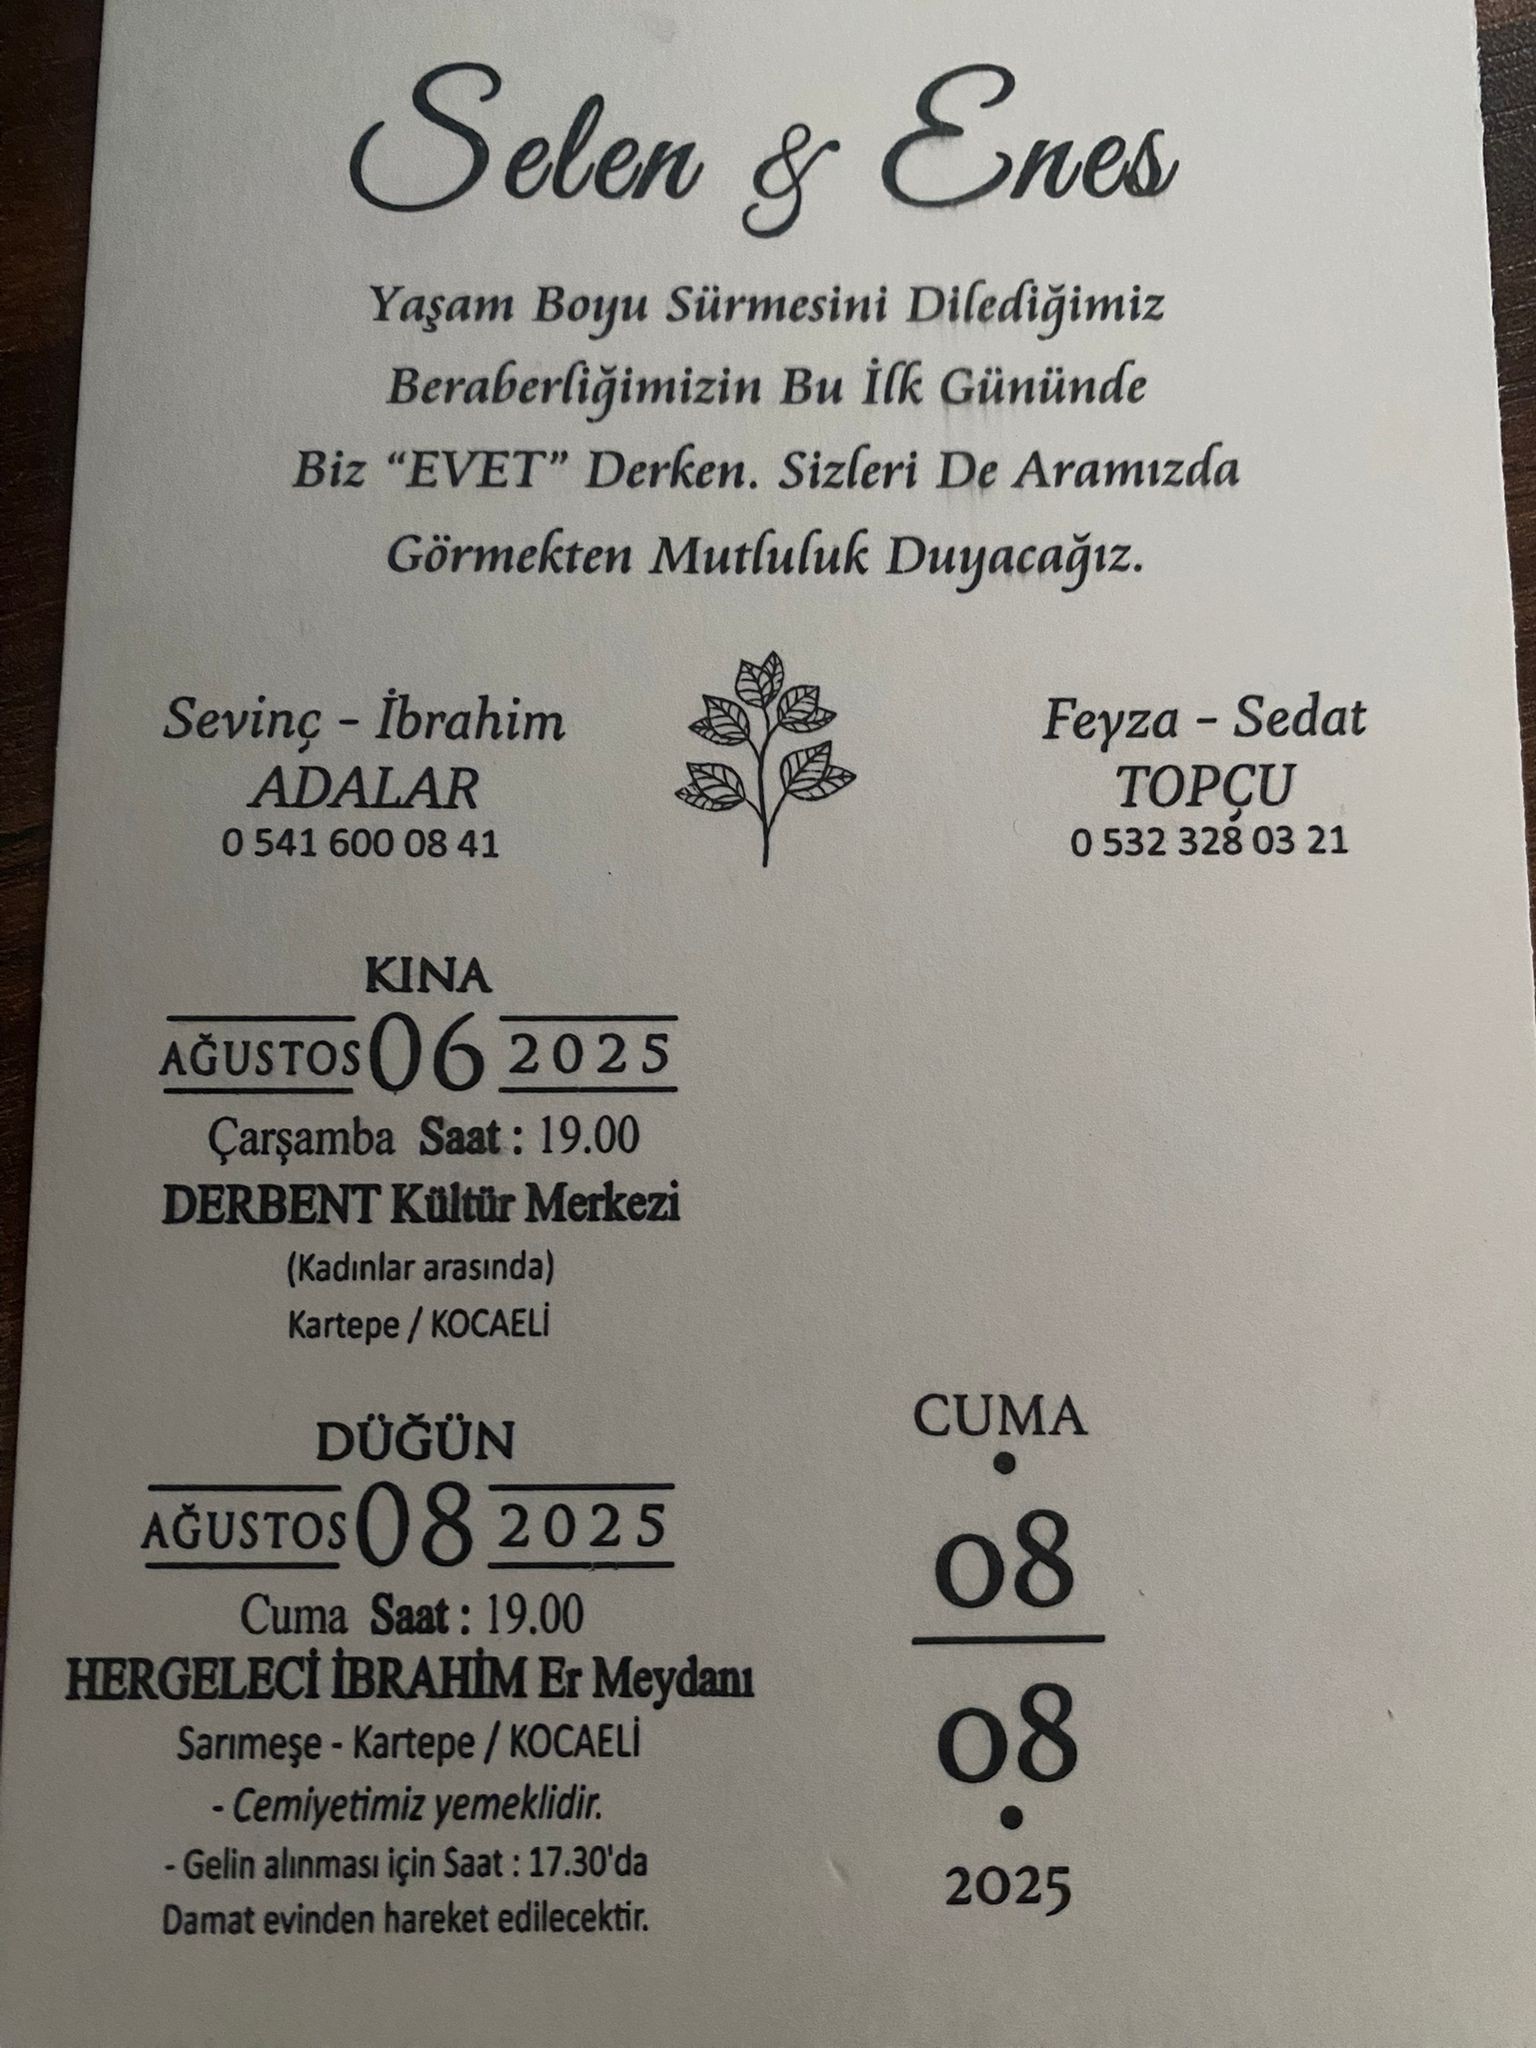 Selen & Enes
Yaşam Boyu Sürmesini Dilediğimiz
Beraberliğimizin Bu İlk Gününde
Biz “EVET” Derken. Sizleri De Aramızda
Görmekten Mutluluk Duyacağız.
Sevinç - İbrahim
ADALAR
0 541 600 08 41
Feyza - Sedat
TOPÇU
0 532 328 03 21
KINA
AĞUSTOS 06 2025
Çarşamba Saat : 19.00
DERBENT Kültür Merkezi
(Kadınlar arasında)
Kartepe / KOCAELİ
DÜĞÜN
AĞUSTOS 08 2025
Cuma Saat : 19.00
HERGELECİ İBRAHİM Er Meydanı
Sarımeşe - Kartepe / KOCAELİ
- Cemiyetimiz yemeklidir.
- Gelin alınması için Saat : 17.30'da
Damat evinden hareket edilecektir.
CUMA
08
08
2025